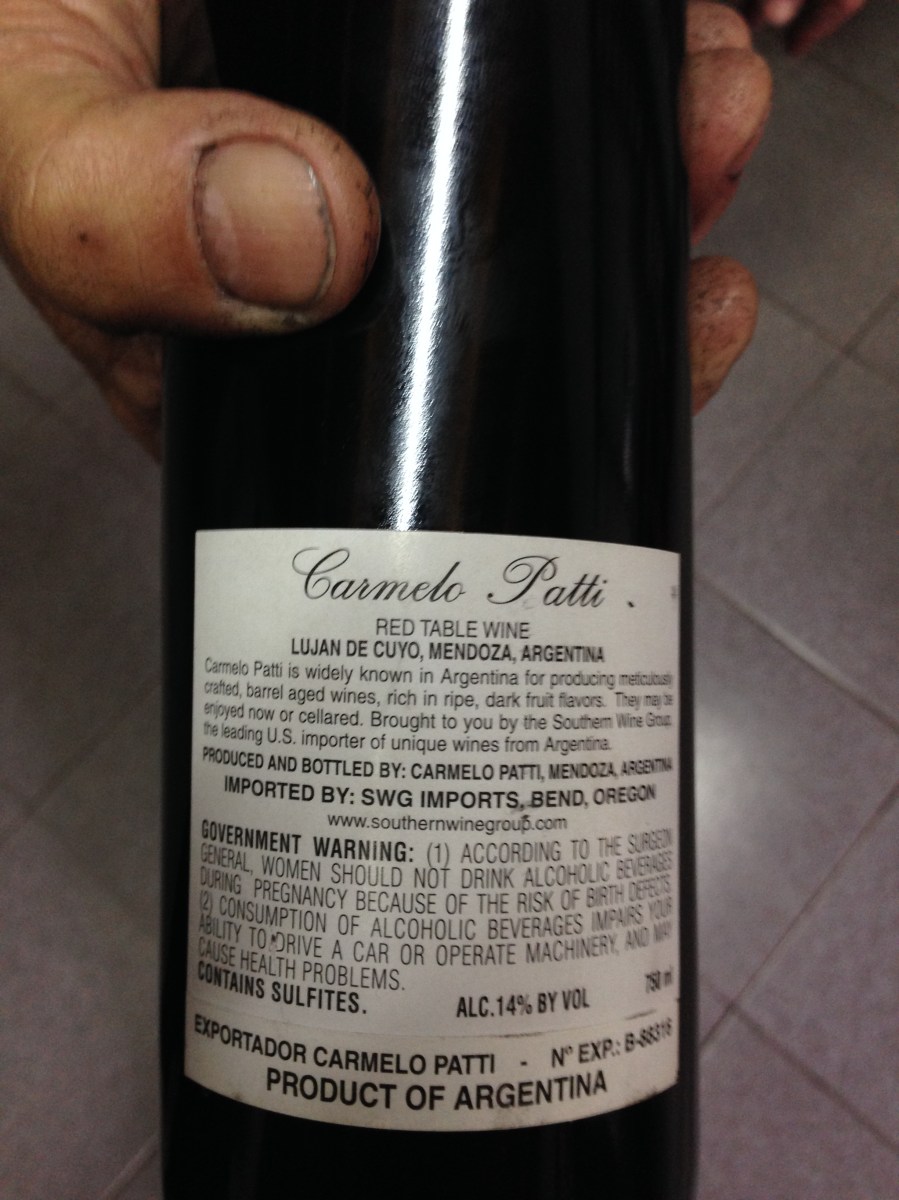 Carmelo Patti .
RED TABLE WINE
LUJAN DE CUYO, MENDOZA, ARGENTINA
Carmelo Patti is widely known in Argentina for producing meticulously
crafted, barrel aged wines, rich in ripe, dark fruit flavors. They may be
enjoyed now or cellared. Brought to you by the Southern Wine Group,
the leading U.S. importer of unique wines from Argentina.
PRODUCED AND BOTTLED BY: CARMELO PATTI, MENDOZA, ARGENTINA
IMPORTED BY: SWG IMPORTS, BEND, OREGON
www.southernwinegroup.com
GOVERNMENT WARNING: (1) ACCORDING TO THE SURGEON
GENERAL, WOMEN SHOULD NOT DRINK ALCOHOLIC BEVERAGES
DURING PREGNANCY BECAUSE OF THE RISK OF BIRTH DEFECTS.
(2) CONSUMPTION OF ALCOHOLIC BEVERAGES IMPAIRS YOUR
ABILITY TO DRIVE A CAR OR OPERATE MACHINERY, AND MAY
CAUSE HEALTH PROBLEMS.
CONTAINS SULFITES. ALC.14% BY VOL 750 ml
EXPORTADOR CARMELO PATTI - Nº EXP.: B-88316
PRODUCT OF ARGENTINA